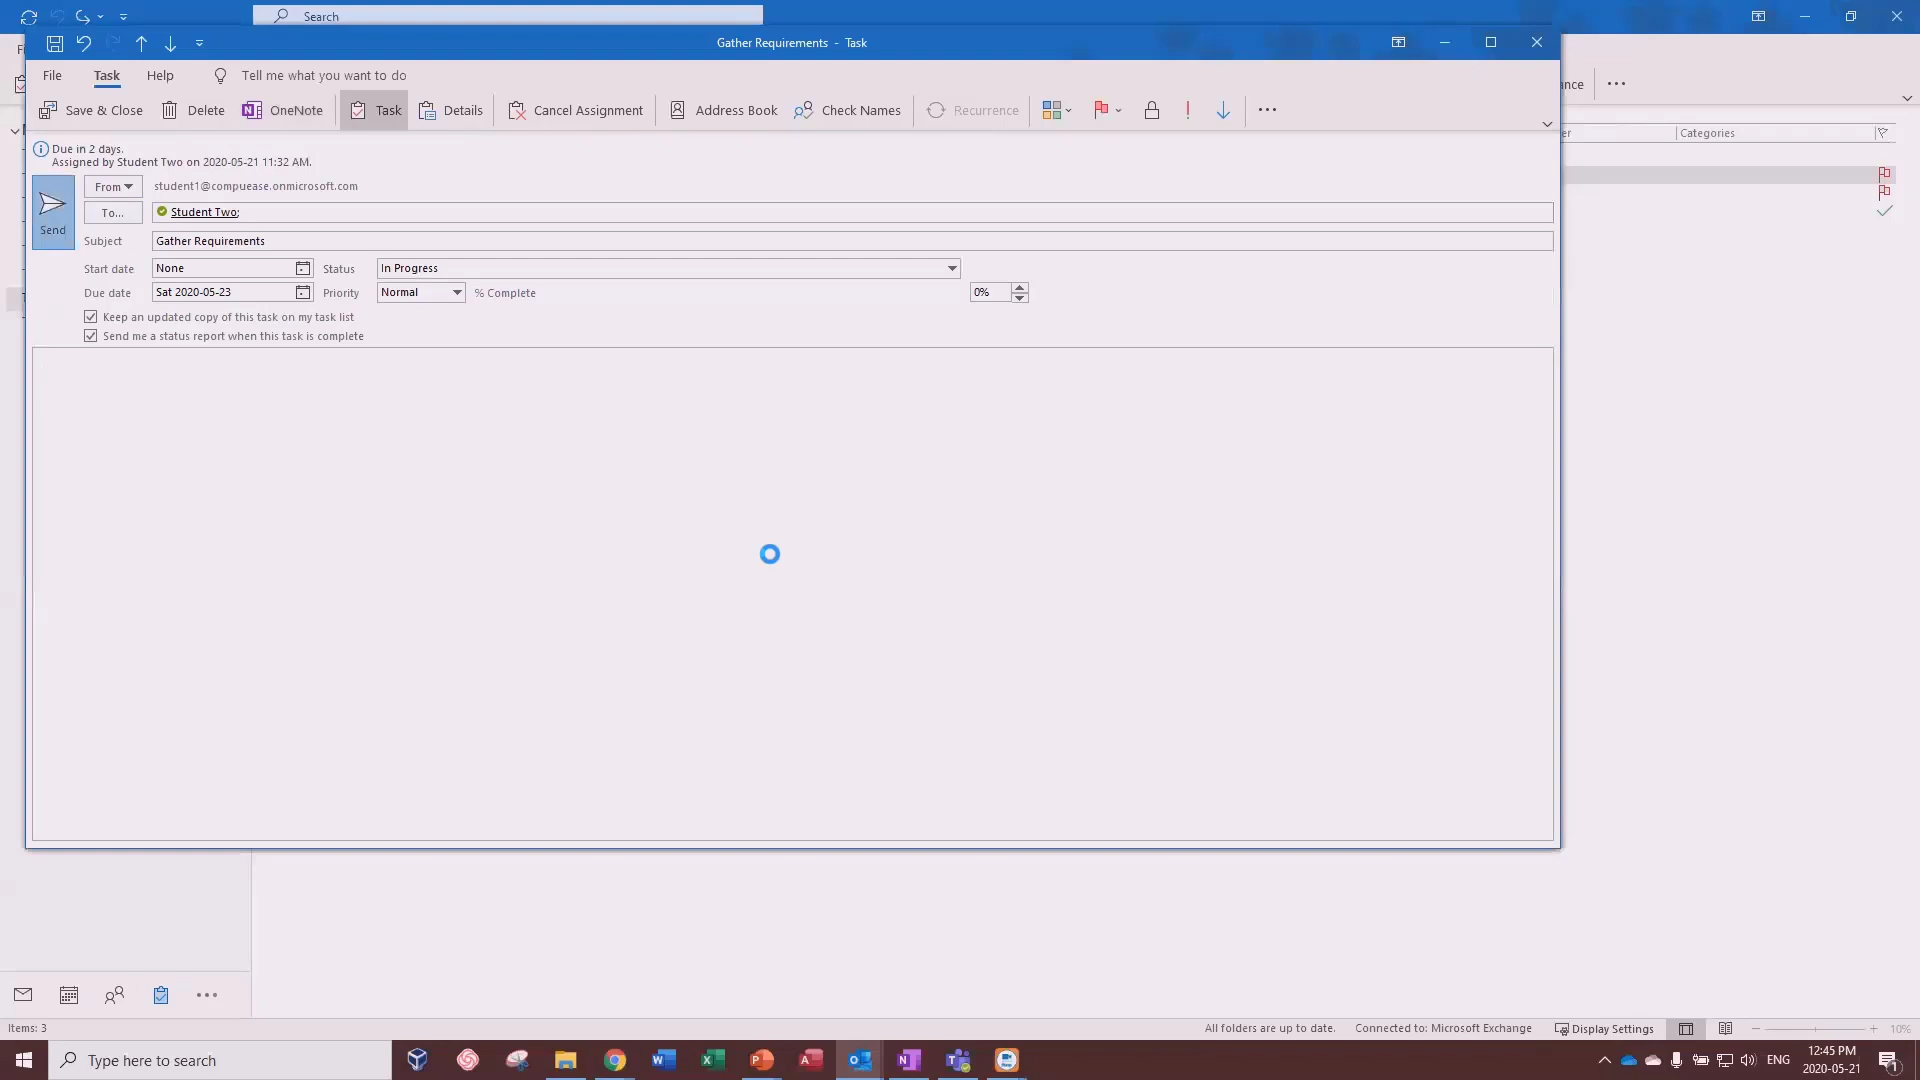 Search
Gather Requirements - Task
File Task Help Tell me what you want to do
Save & Close Delete OneNote Task Details Cancel Assignment Address Book Check Names Recurrence
Categories
Due in 2 days.
Assigned by Student Two on 2020-05-21 11:32 AM.
Send
From student1@compuease.onmicrosoft.com
To... Student Two;
Subject Gather Requirements
Start date None Status In Progress
Due date Sat 2020-05-23 Priority Normal % Complete 0%
Keep an updated copy of this task on my task list
Send me a status report when this task is complete
Items: 3 All folders are up to date. Connected to: Microsoft Exchange Display Settings 10%
Type here to search
ENG
12:45 PM
2020-05-21